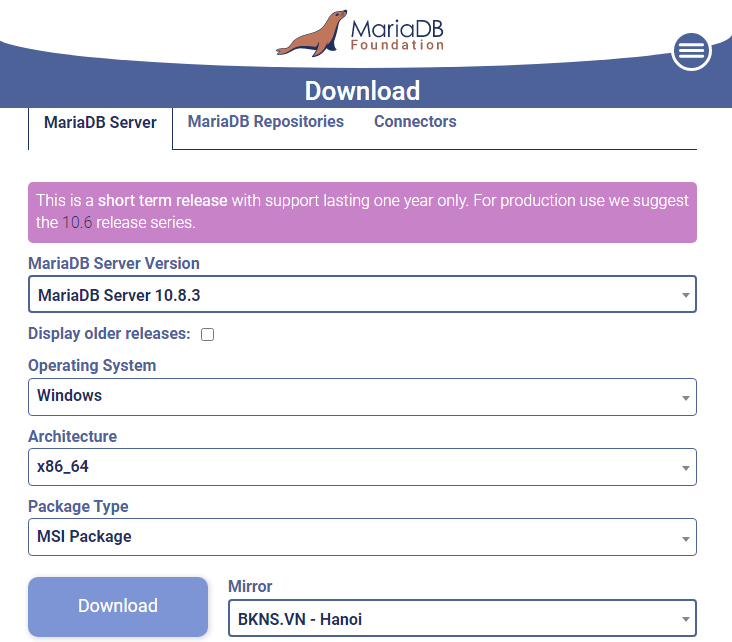 MariaDB
Foundation
Download
MariaDB Server
MariaDB Repositories
Connectors
This is a short term release with support lasting one year only. For production use we suggest
the 10.6 release series.
MariaDB Server Version
MariaDB Server 10.8.3
Display older releases:
Operating System
Windows
Architecture
x86_64
Package Type
MSI Package
Download
Mirror
BKNS.VN - Hanoi